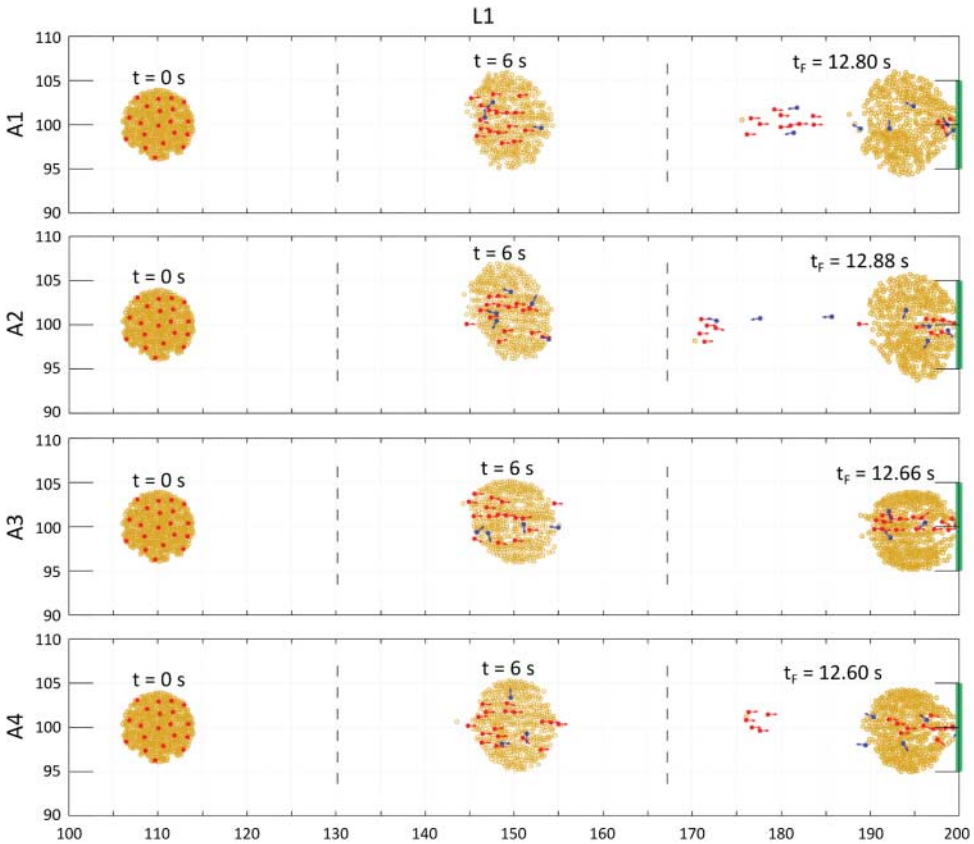 L1
110
105
100
95
90
A1
t = 0 s
t = 6 s
t_F = 12.80 s
110
105
100
95
90
A2
t = 0 s
t = 6 s
t_F = 12.88 s
110
105
100
95
90
A3
t = 0 s
t = 6 s
t_F = 12.66 s
110
105
100
95
90
A4
t = 0 s
t = 6 s
t_F = 12.60 s
100 110 120 130 140 150 160 170 180 190 200